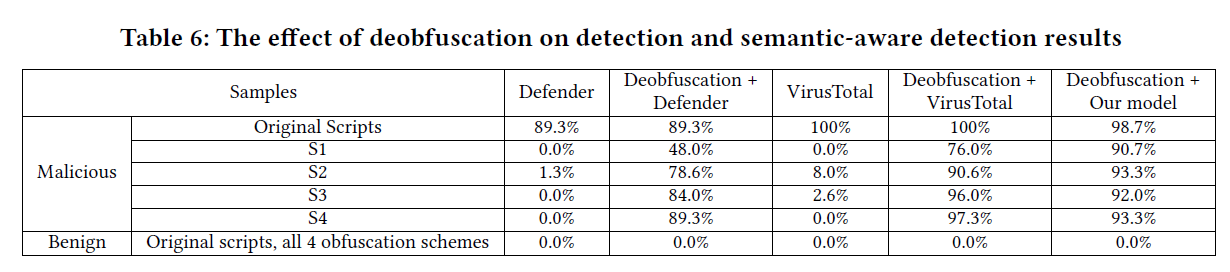 Table 6: The effect of deobfuscation on detection and semantic-aware detection results
Samples Defender Deobfuscation + Defender VirusTotal Deobfuscation + VirusTotal Deobfuscation + Our model
Malicious Original Scripts 89.3% 89.3% 100% 100% 98.7%
S1 0.0% 48.0% 0.0% 76.0% 90.7%
S2 1.3% 78.6% 8.0% 90.6% 93.3%
S3 0.0% 84.0% 2.6% 96.0% 92.0%
S4 0.0% 89.3% 0.0% 97.3% 93.3%
Benign Original scripts, all 4 obfuscation schemes 0.0% 0.0% 0.0% 0.0% 0.0%